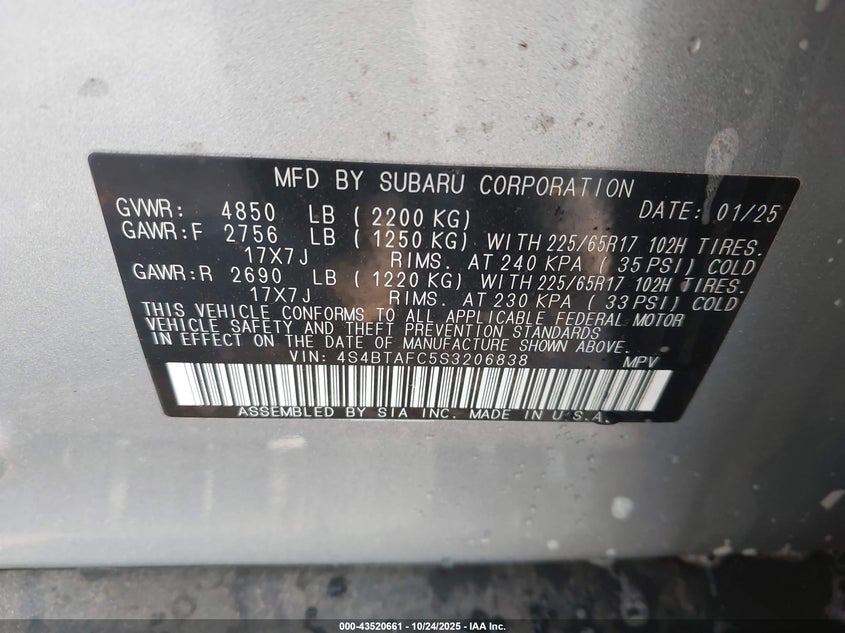 MFD BY SUBARU CORPORATION
GVWR: 4850 LB ( 2200 KG) DATE: 01/25
GAWR:F 2756 LB ( 1250 KG) WITH 225/65R17 102H TIRES.
17X7J RIMS. AT 240 KPA ( 35 PSI) COLD
GAWR:R 2690 LB ( 1220 KG) WITH 225/65R17 102H TIRES.
17X7J RIMS. AT 230 KPA ( 33 PSI) COLD
THIS VEHICLE CONFORMS TO ALL APPLICABLE FEDERAL MOTOR
VEHICLE SAFETY AND THEFT PREVENTION STANDARDS
IN EFFECT ON THE DATE OF MANUFACTURE SHOWN ABOVE.
VIN: 4S4BTAFC5S3206838 MPV
ASSEMBLED BY SIA INC. MADE IN U.S.A.
000-43520661 - 10/24/2025 - IAA Inc.